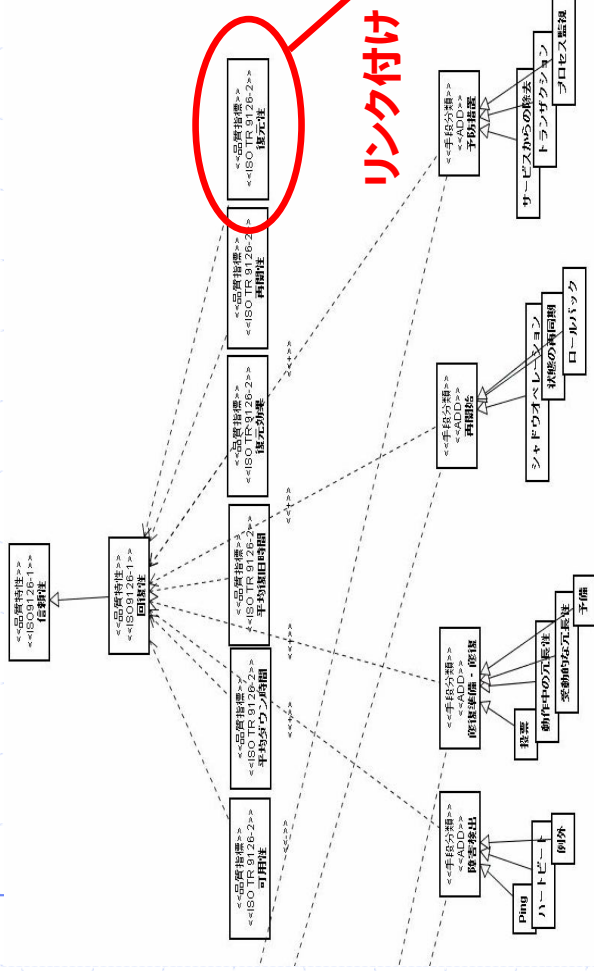 <<品質特性>>
<<ISO9126-1>>
信頼性
<<品質特性>>
<<ISO9126-1>>
回復性
<<品質指標>>
<<ISO TR 9126-2>>
可用性
<<品質指標>>
<<ISO TR 9126-2>>
平均ダウン時間
<<品質指標>>
<<ISO TR 9126-2>>
平均復旧時間
<<品質指標>>
<<ISO TR 9126-2>>
復元効果
<<品質指標>>
<<ISO TR 9126-2>>
再開性
<<品質指標>>
<<ISO TR 9126-2>>
復元性
リンク付け
<<+>>
<<+>>
<<+>>
<<手段分類>>
<<ADD>>
障害検出
<<手段分類>>
<<ADD>>
修復準備・修復
<<手段分類>>
<<ADD>>
再開始
<<手段分類>>
<<ADD>>
予防措置
Ping
ハートビート
例外
投票
動作中の冗長性
受動的な冗長性
予備
シャドウオペレーション
状態の再同期
ロールバック
サービスからの除去
トランザクション
プロセス監視